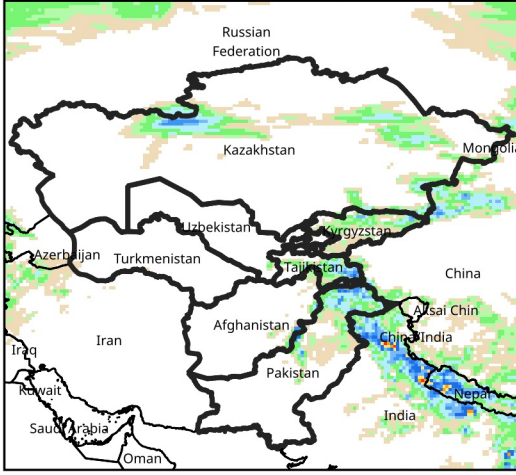 Russian
Federation
Kazakhstan
Mongolia
Uzbekistan
Kyrgyzstan
Azerbaijan
Turkmenistan
Tajikistan
China
Aksai Chin
Afghanistan
Iran
China/India
Iraq
Pakistan
Kuwait
Nepal
India
Saudi Arabia
Oman